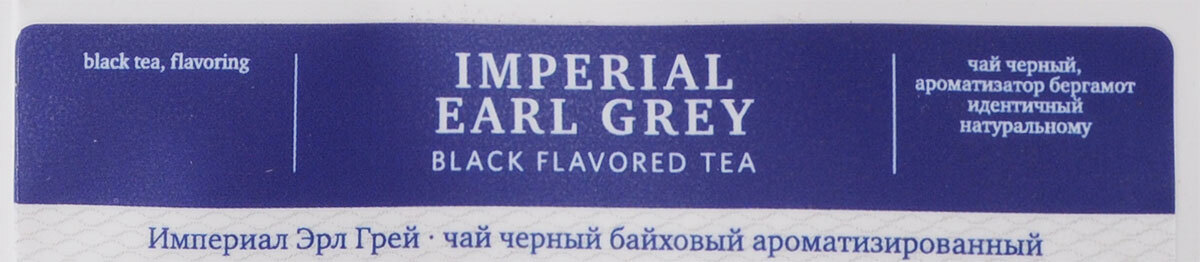 black tea, flavoring
IMPERIAL
EARL GREY
BLACK FLAVORED TEA
чай черный,
ароматизатор бергамот
идентичный
натуральному
Империал Эрл Грей · чай черный байховый ароматизированный